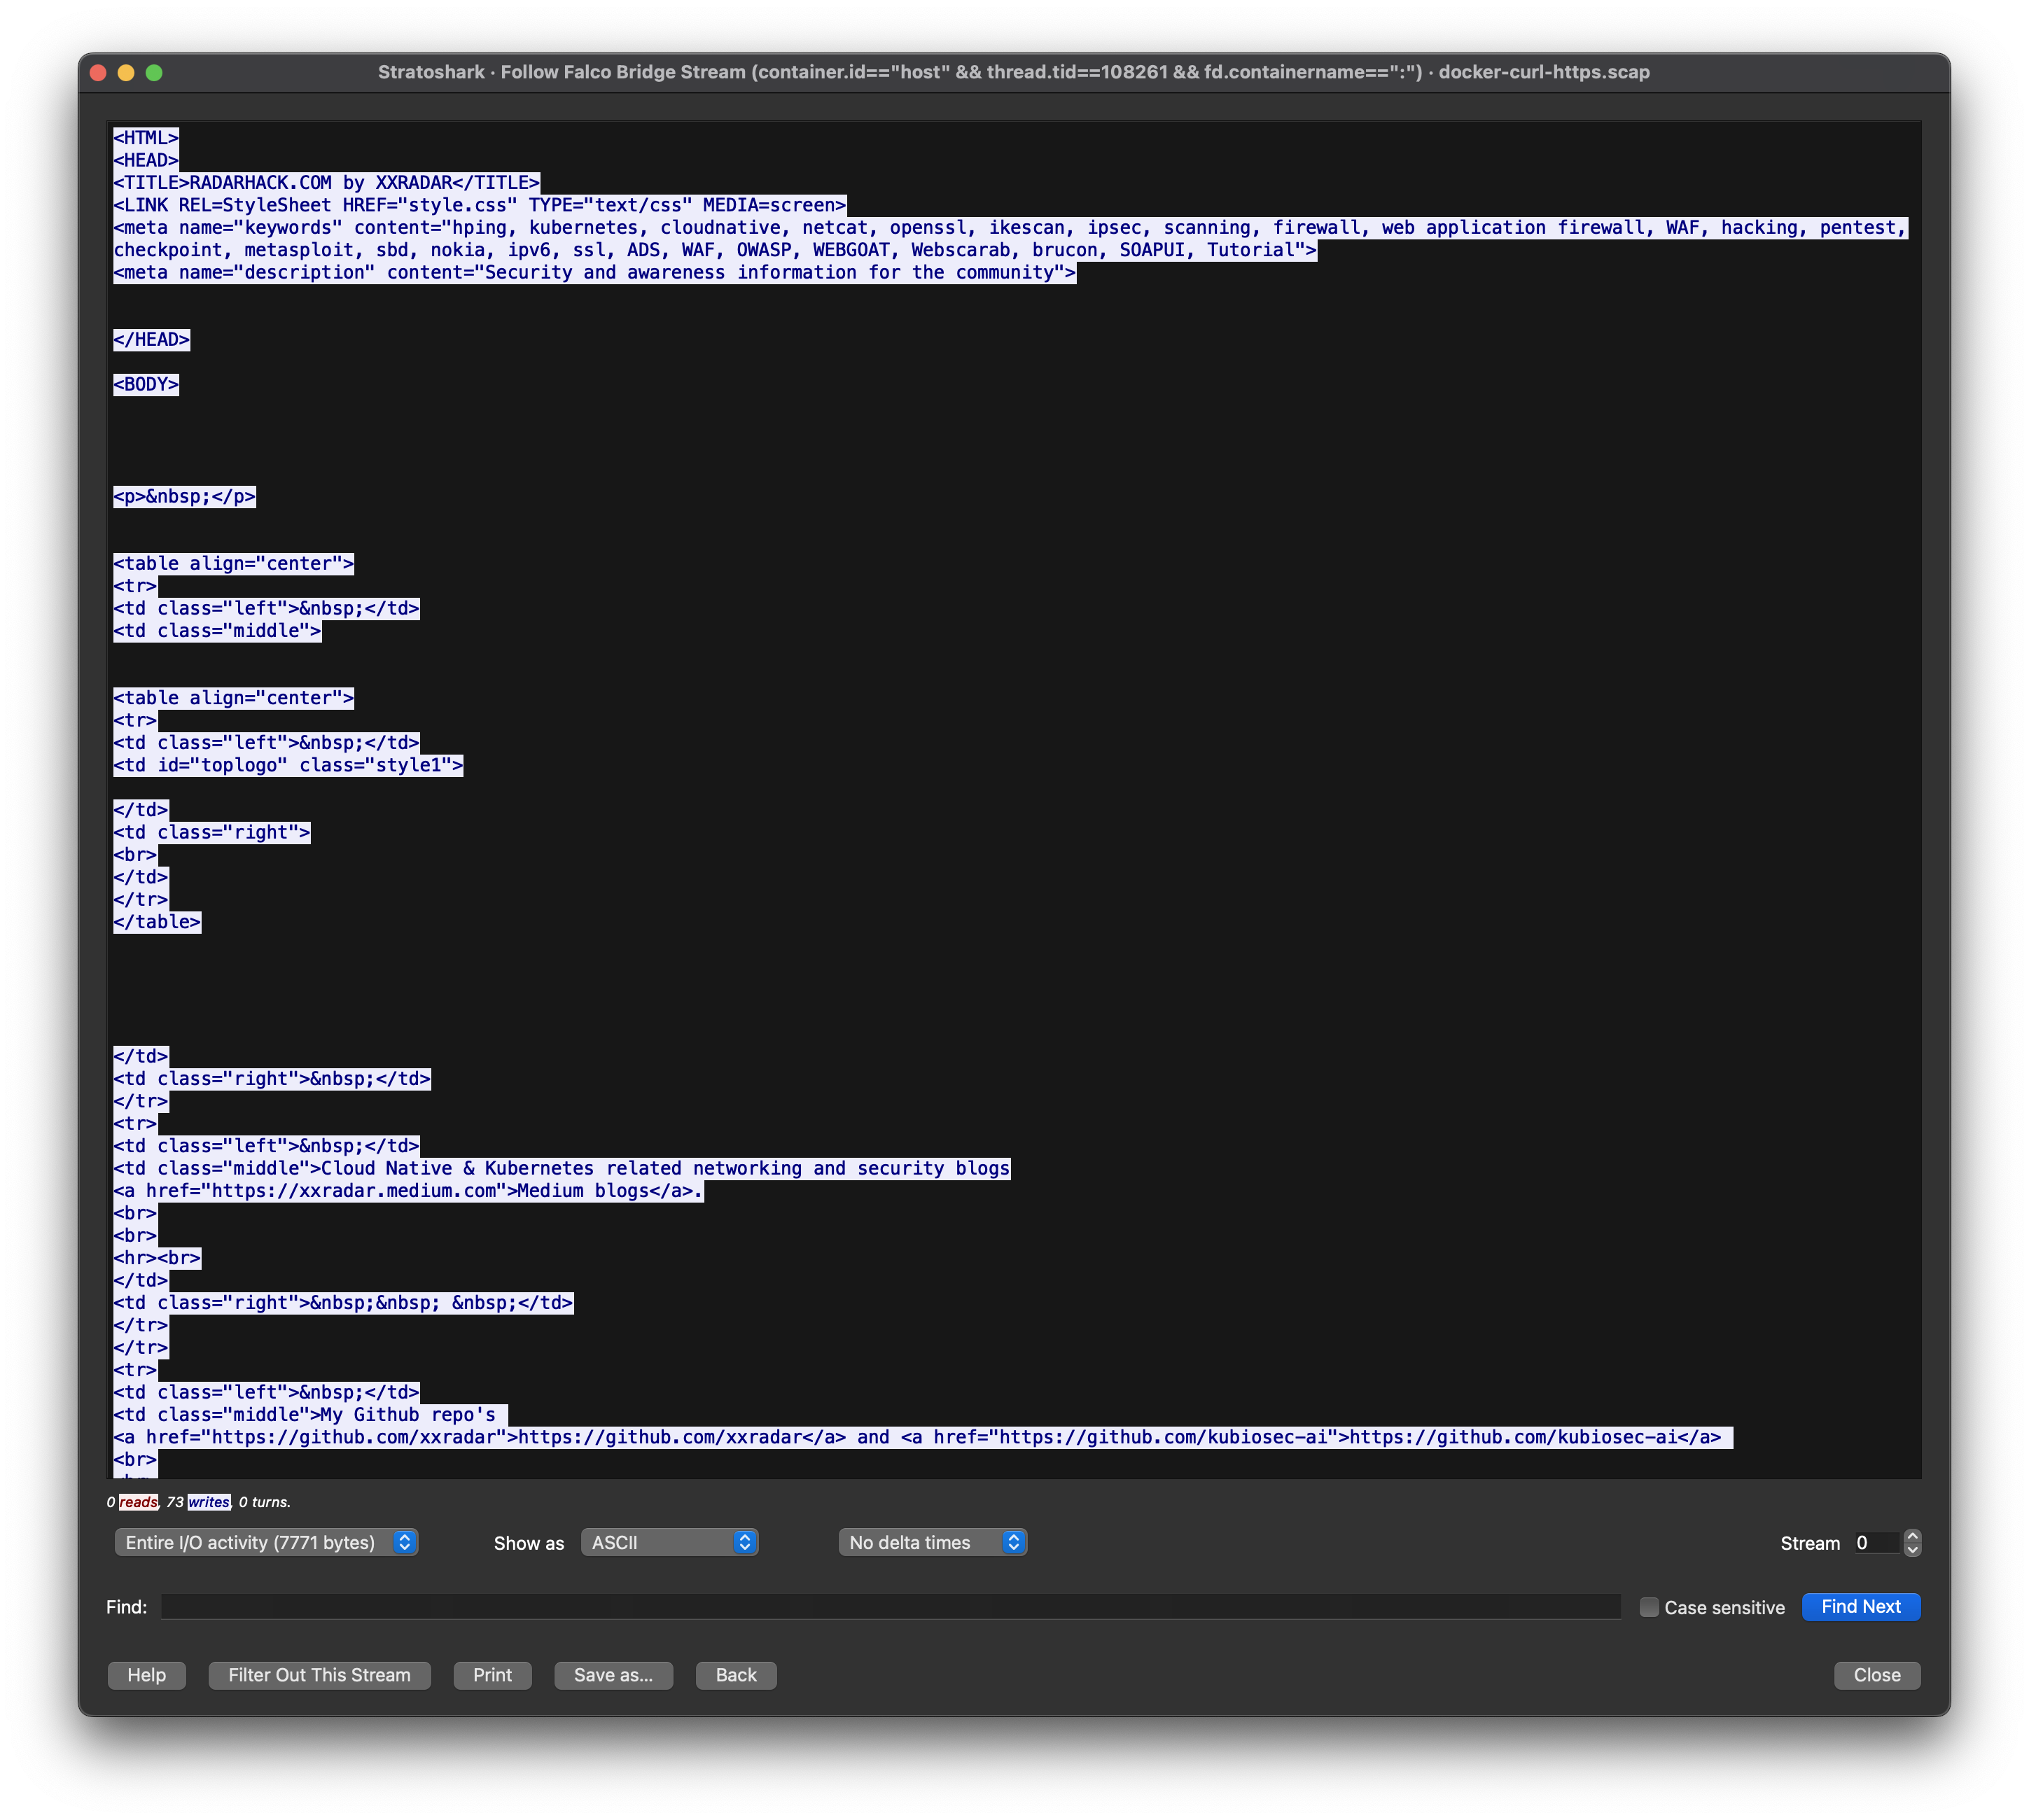 Stratoshark · Follow Falco Bridge Stream (container.id=="host" && thread.tid==108261 && fd.containername==":") · docker-curl-https.scap
<HTML>
<HEAD>
<TITLE>RADARHACK.COM by XXRADAR</TITLE>
<LINK REL=StyleSheet HREF="style.css" TYPE="text/css" MEDIA=screen>
<meta name="keywords" content="hping, kubernetes, cloudnative, netcat, openssl, ikescan, ipsec, scanning, firewall, web application firewall, WAF, hacking, pentest,
checkpoint, metasploit, sbd, nokia, ipv6, ssl, ADS, WAF, OWASP, WEBGOAT, Webscarab, brucon, SOAPUI, Tutorial">
<meta name="description" content="Security and awareness information for the community">
</HEAD>
<BODY>
<p>&nbsp;</p>
<table align="center">
<tr>
<td class="left">&nbsp;</td>
<td class="middle">
<table align="center">
<tr>
<td class="left">&nbsp;</td>
<td id="toplogo" class="style1">
</td>
<td class="right">
<br>
</td>
</tr>
</table>
</td>
<td class="right">&nbsp;</td>
</tr>
<tr>
<td class="left">&nbsp;</td>
<td class="middle">Cloud Native & Kubernetes related networking and security blogs
<a href="https://xxradar.medium.com">Medium blogs</a>.
<br>
<br>
<hr><br>
</td>
<td class="right">&nbsp;&nbsp; &nbsp;</td>
</tr>
</tr>
<tr>
<td class="left">&nbsp;</td>
<td class="middle">My Github repo's
<a href="https://github.com/xxradar">https://github.com/xxradar</a> and <a href="https://github.com/kubiosec-ai">https://github.com/kubiosec-ai</a>
<br>
0 reads, 73 writes, 0 turns.
Entire I/O activity (7771 bytes) Show as ASCII No delta times Stream 0
Find: Case sensitive Find Next
Help Filter Out This Stream Print Save as... Back Close